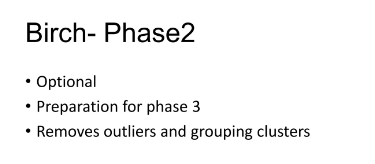 Birch- Phase2
• Optional
• Preparation for phase 3
• Removes outliers and grouping clusters